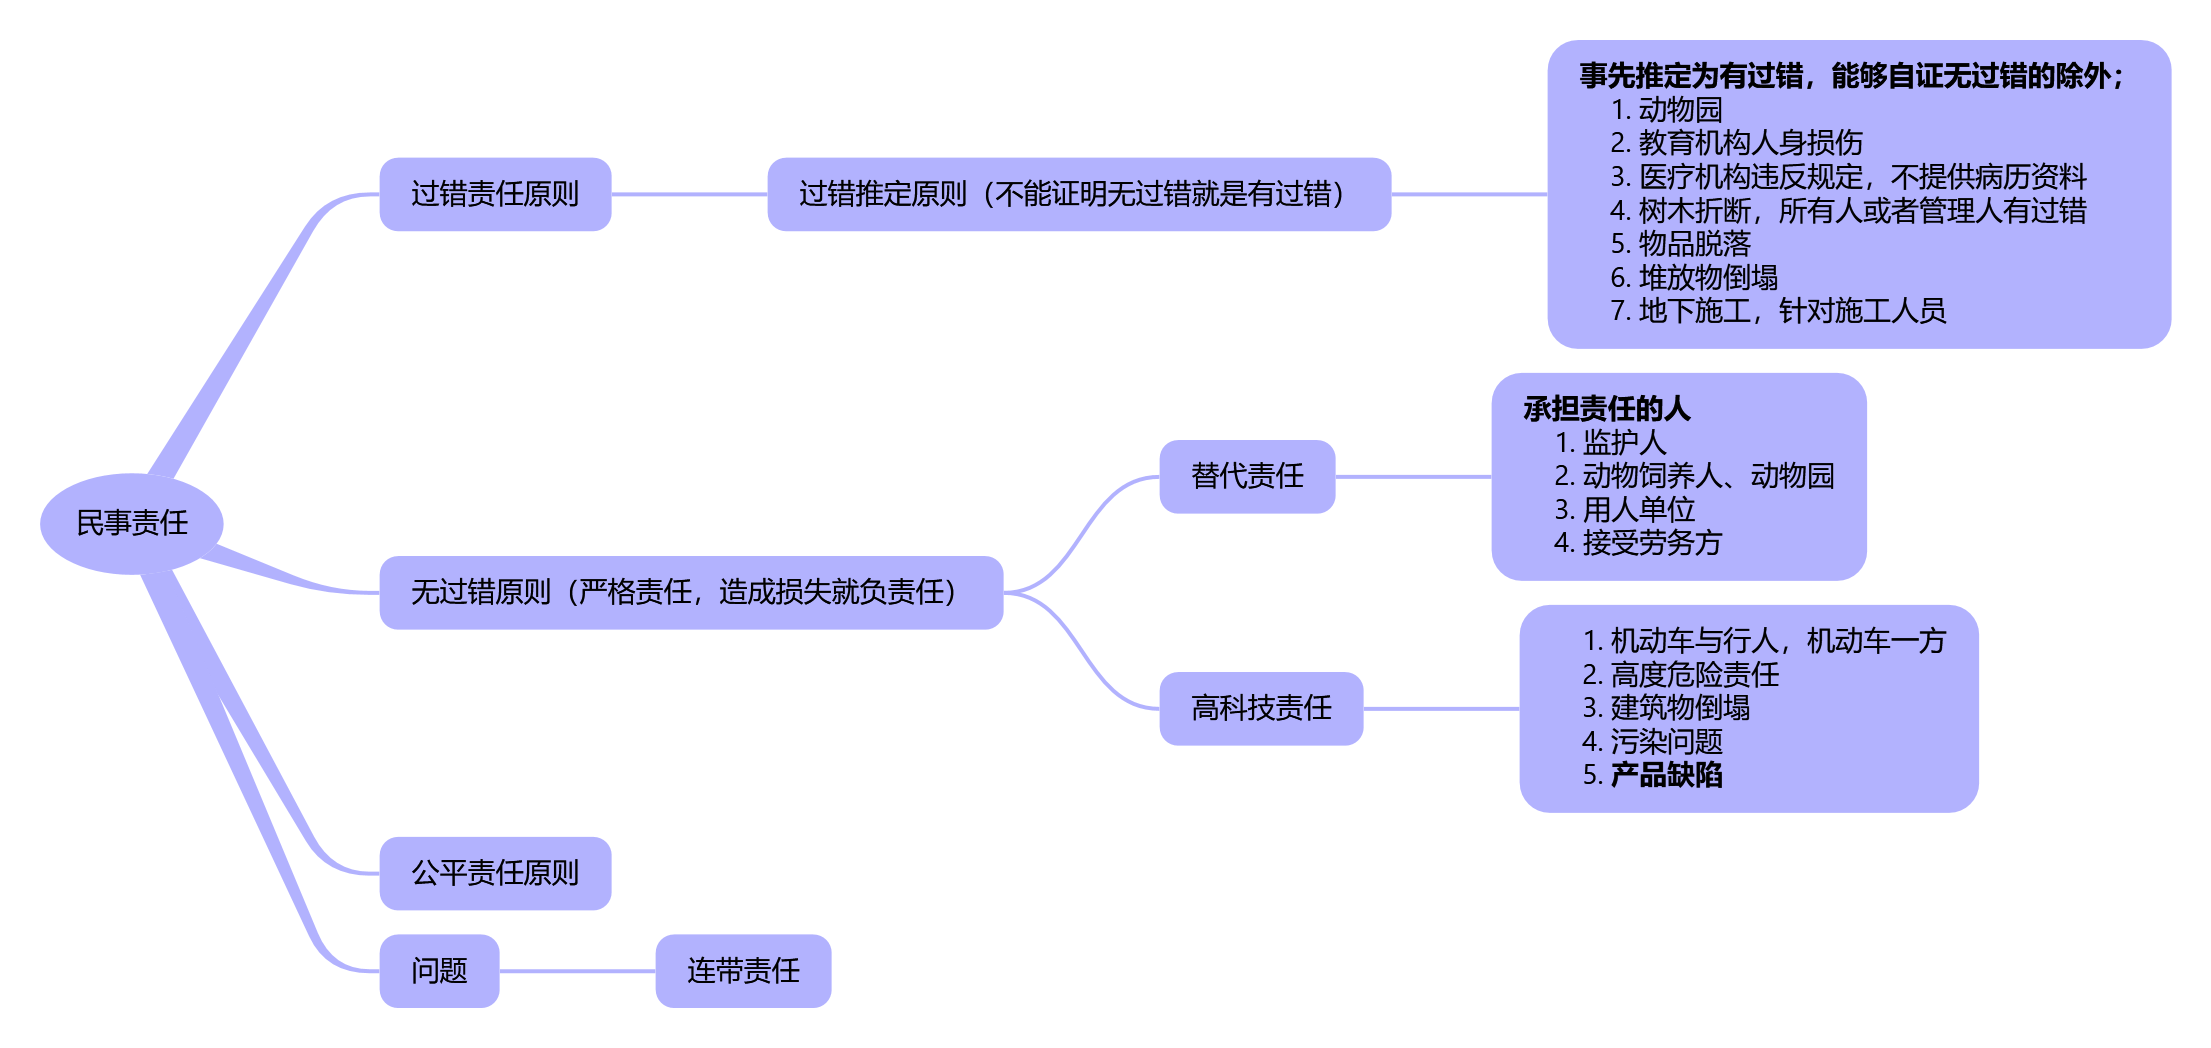 民事责任
过错责任原则
过错推定原则（不能证明无过错就是有过错）
事先推定为有过错，能够自证无过错的除外；
1. 动物园
2. 教育机构人身损伤
3. 医疗机构违反规定，不提供病历资料
4. 树木折断，所有人或者管理人有过错
5. 物品脱落
6. 堆放物倒塌
7. 地下施工，针对施工人员
无过错原则（严格责任，造成损失就负责任）
替代责任
承担责任的人
1. 监护人
2. 动物饲养人、动物园
3. 用人单位
4. 接受劳务方
高科技责任
1. 机动车与行人，机动车一方
2. 高度危险责任
3. 建筑物倒塌
4. 污染问题
5. 产品缺陷
公平责任原则
问题
连带责任